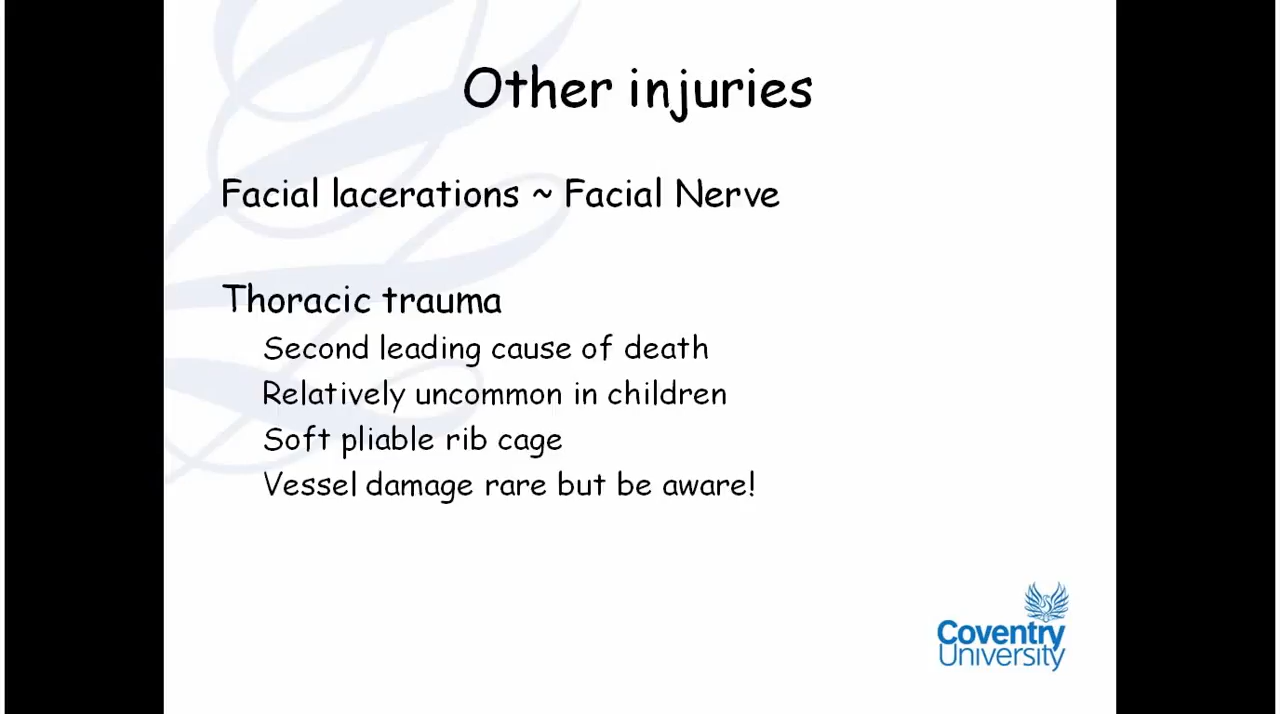 Other injuries
Facial lacerations ~ Facial Nerve
Thoracic trauma
Second leading cause of death
Relatively uncommon in children
Soft pliable rib cage
Vessel damage rare but be aware!
Coventry
University